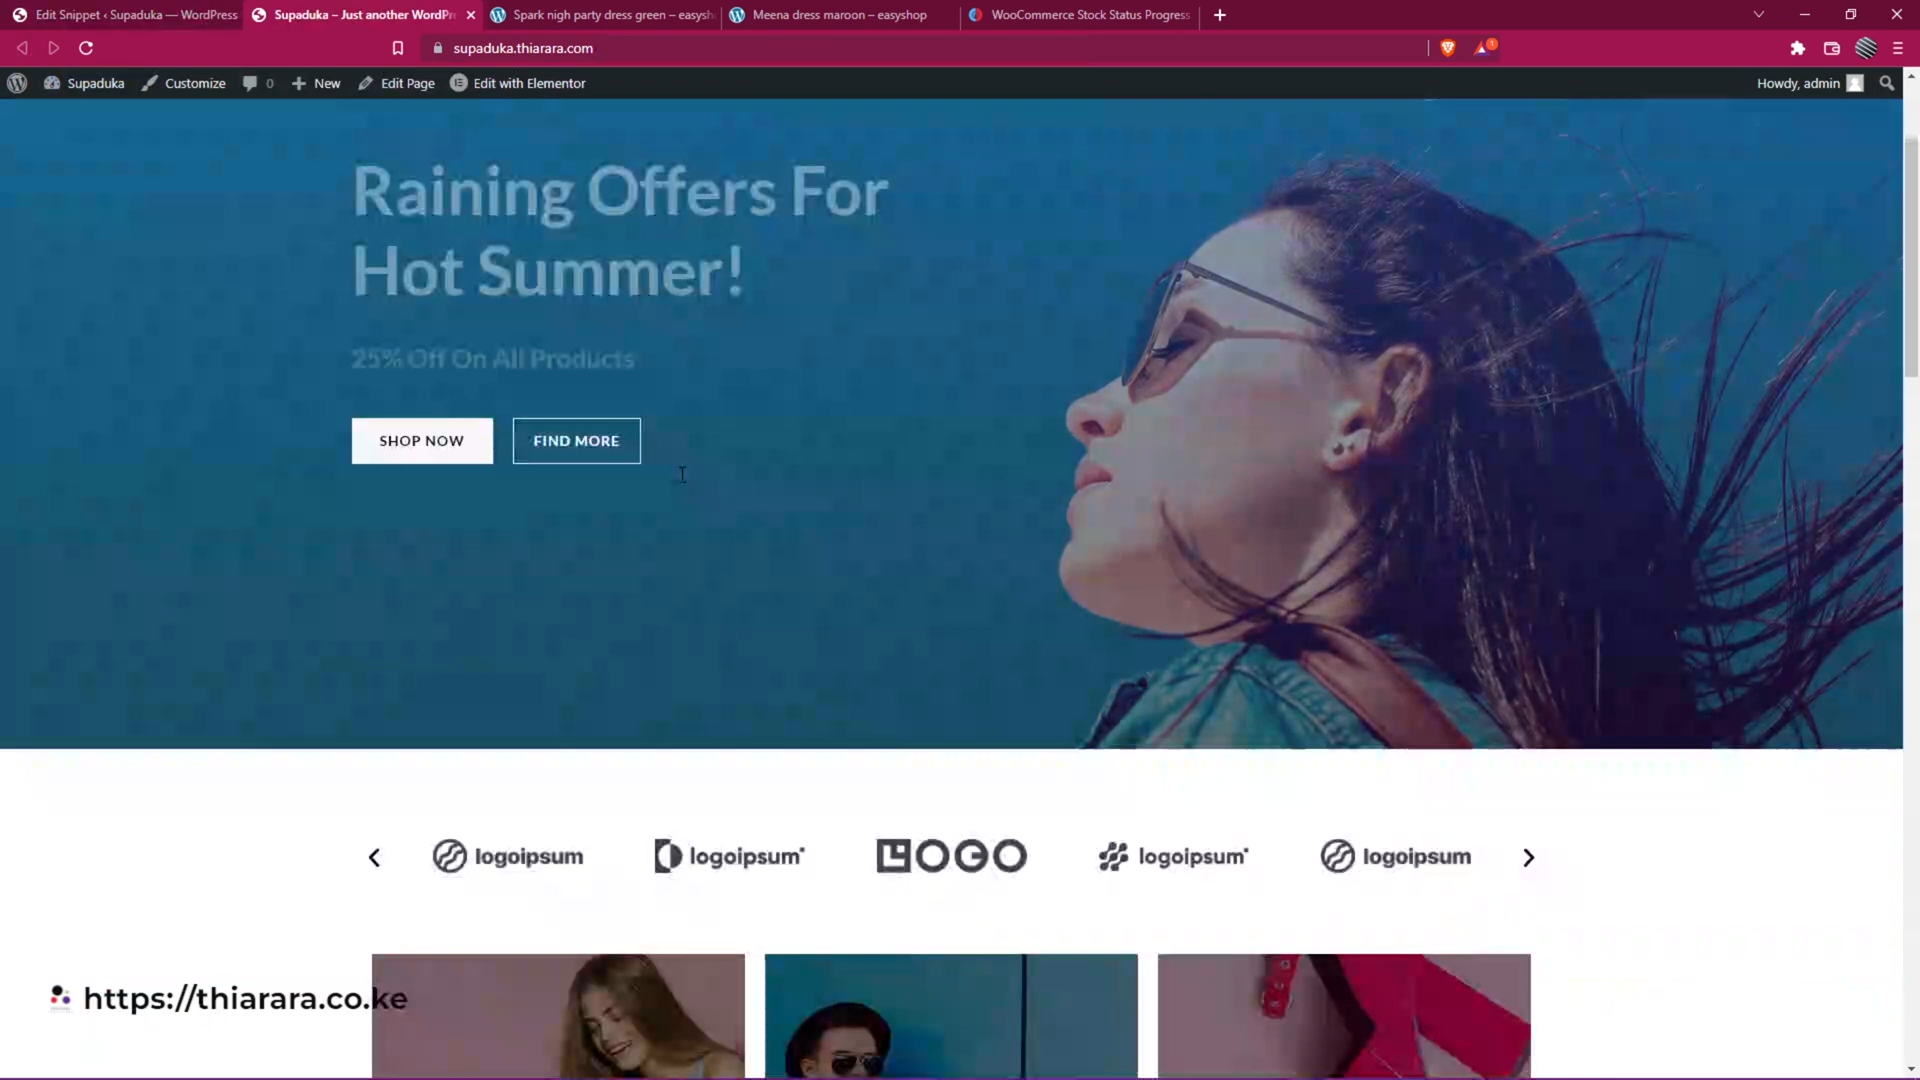 Edit Snippet ‹ Supaduka — WordPress
Supaduka – Just another WordPr
Spark nigh party dress green – easysh
Meena dress maroon – easyshop
WooCommerce Stock Status Progress
supaduka.thiarara.com
1
Supaduka
Customize
0
New
Edit Page
Edit with Elementor
Howdy, admin
Raining Offers For
Hot Summer!
25% Off On All Products
SHOP NOW
FIND MORE
logoipsum
logoipsum
LOGO
logoipsum
logoipsum
https://thiarara.co.ke